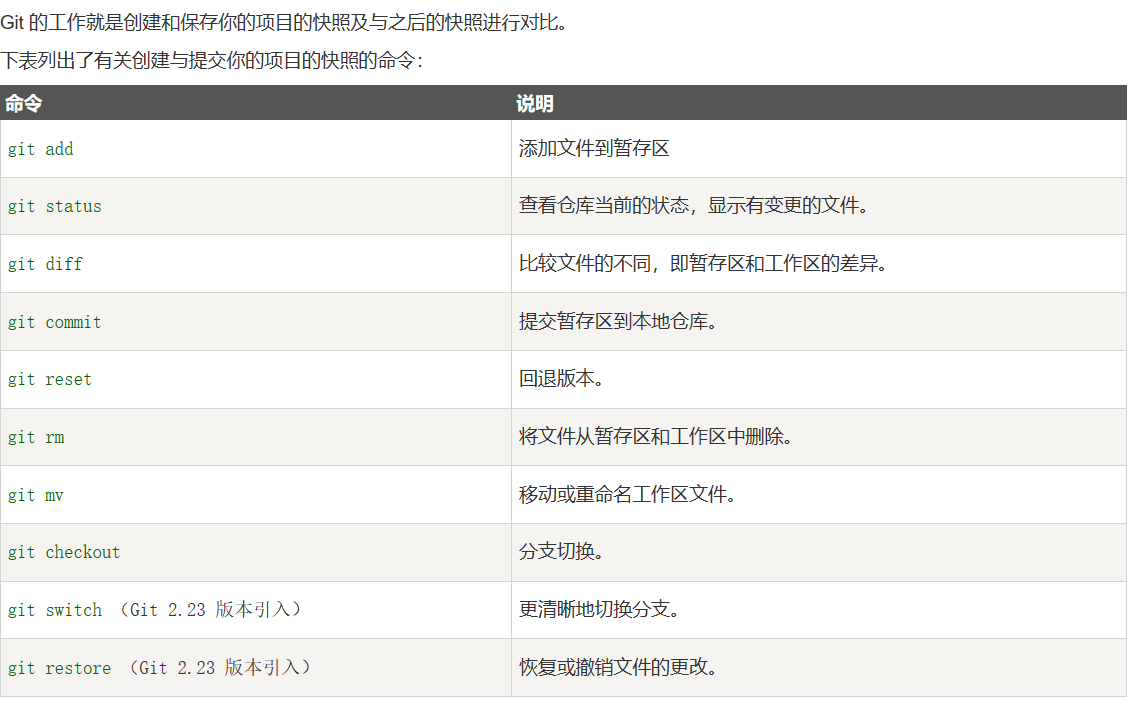 Git 的工作就是创建和保存你的项目的快照及与之后的快照进行对比。
下表列出了有关创建与提交你的项目的快照的命令：
命令 说明
git add 添加文件到暂存区
git status 查看仓库当前的状态，显示有变更的文件。
git diff 比较文件的不同，即暂存区和工作区的差异。
git commit 提交暂存区到本地仓库。
git reset 回退版本。
git rm 将文件从暂存区和工作区中删除。
git mv 移动或重命名工作区文件。
git checkout 分支切换。
git switch （Git 2.23 版本引入） 更清晰地切换分支。
git restore （Git 2.23 版本引入） 恢复或撤销文件的更改。